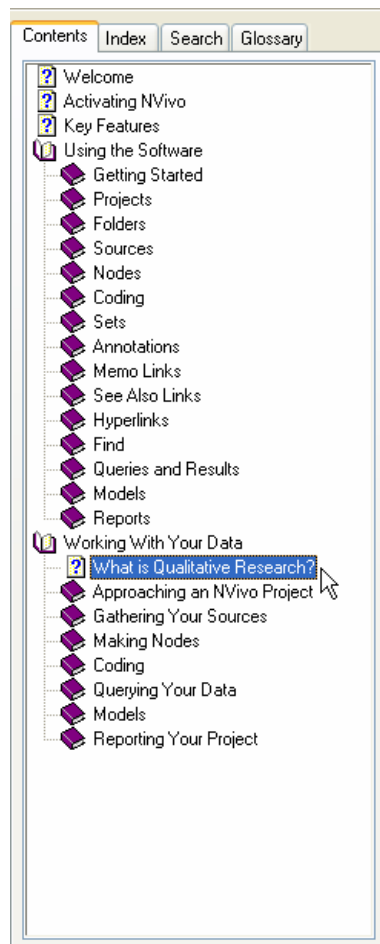 Contents Index Search Glossary
Welcome
Activating NVivo
Key Features
Using the Software
Getting Started
Projects
Folders
Sources
Nodes
Coding
Sets
Annotations
Memo Links
See Also Links
Hyperlinks
Find
Queries and Results
Models
Reports
Working With Your Data
What is Qualitative Research?
Approaching an NVivo Project
Gathering Your Sources
Making Nodes
Coding
Querying Your Data
Models
Reporting Your Project